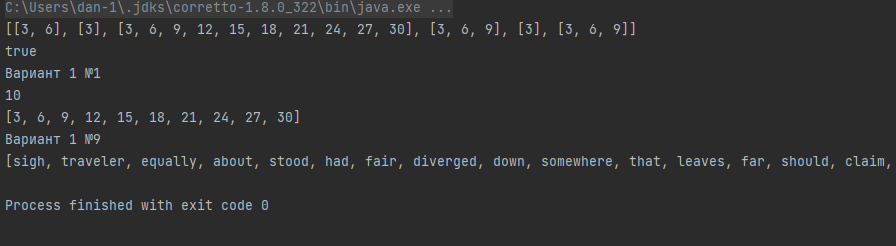 C:\Users\dan-1\.jdks\corretto-1.8.0_322\bin\java.exe ...
[[3, 6], [3], [3, 6, 9, 12, 15, 18, 21, 24, 27, 30], [3, 6, 9], [3], [3, 6, 9]]
true
Вариант 1 №1
10
[3, 6, 9, 12, 15, 18, 21, 24, 27, 30]
Вариант 1 №9
[sigh, traveler, equally, about, stood, had, fair, diverged, down, somewhere, that, leaves, far, should, claim,
Process finished with exit code 0